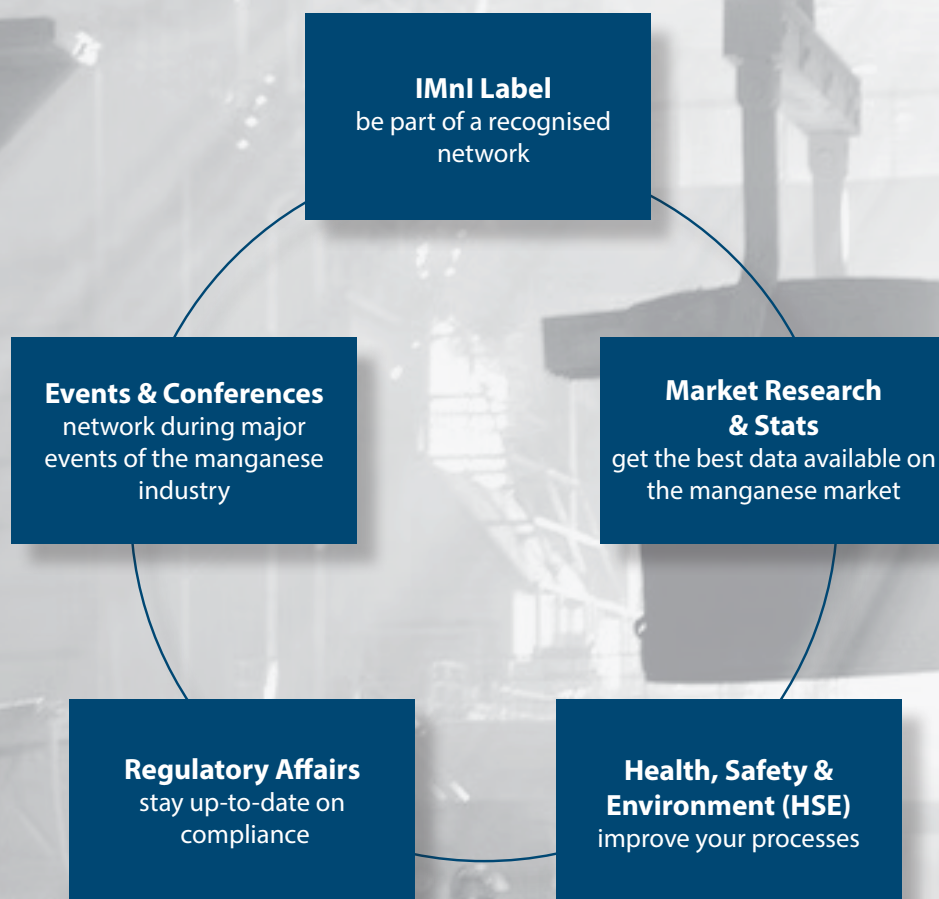 IMnI Label
be part of a recognised
network
Events & Conferences
network during major
events of the manganese
industry
Market Research
& Stats
get the best data available on
the manganese market
Regulatory Affairs
stay up-to-date on
compliance
Health, Safety &
Environment (HSE)
improve your processes